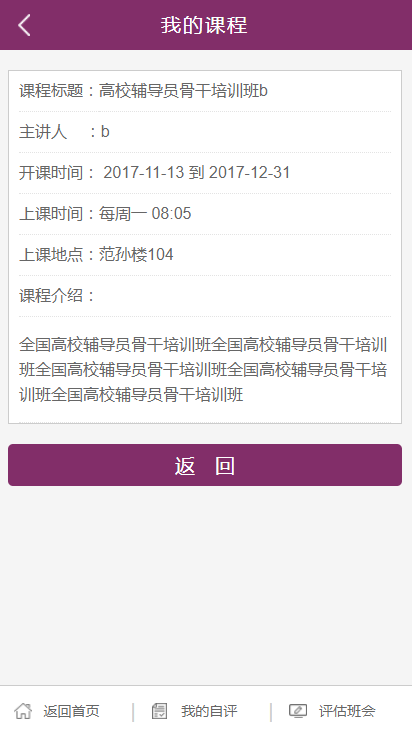 我的课程
课程标题：高校辅导员骨干培训班b
主讲人　：b
开课时间： 2017-11-13 到 2017-12-31
上课时间：每周一 08:05
上课地点：范孙楼104
课程介绍：
全国高校辅导员骨干培训班全国高校辅导员骨干培训
班全国高校辅导员骨干培训班全国高校辅导员骨干培
训班全国高校辅导员骨干培训班
返　回
返回首页 | 我的自评 | 评估班会